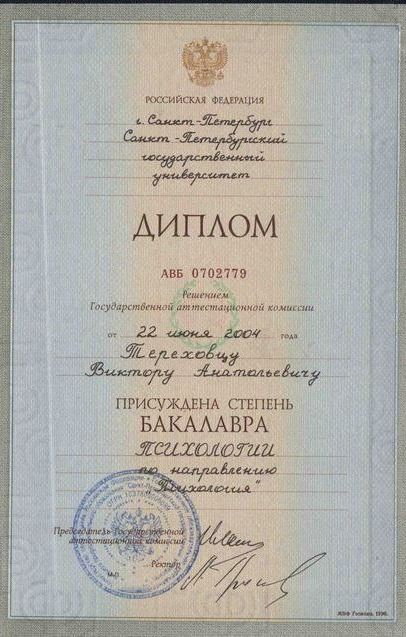 РОССИЙСКАЯ ФЕДЕРАЦИЯ
г. Санкт-Петербург
Санкт-Петербургский
государственный
университет
ДИПЛОМ
АВБ 0702779
Решением
Государственной аттестационной комиссии
от 22 июня 2004 года
Тереховцу
Виктору Анатольевичу
ПРИСУЖДЕНА СТЕПЕНЬ
БАКАЛАВРА
ПСИХОЛОГИИ
по направлению
"Психология"
Председатель Государственной
аттестационной комиссии
Ректор
М.П.